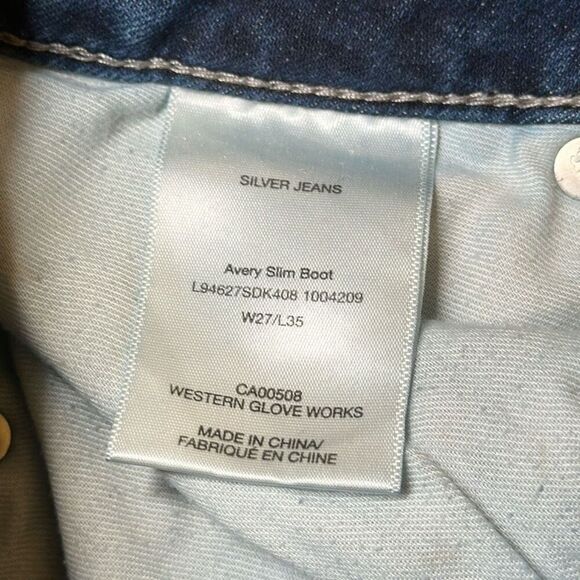 SILVER JEANS
Avery Slim Boot
L94627SDK408 1004209
W27/L35
CA00508
WESTERN GLOVE WORKS
MADE IN CHINA/
FABRIQUÉ EN CHINE